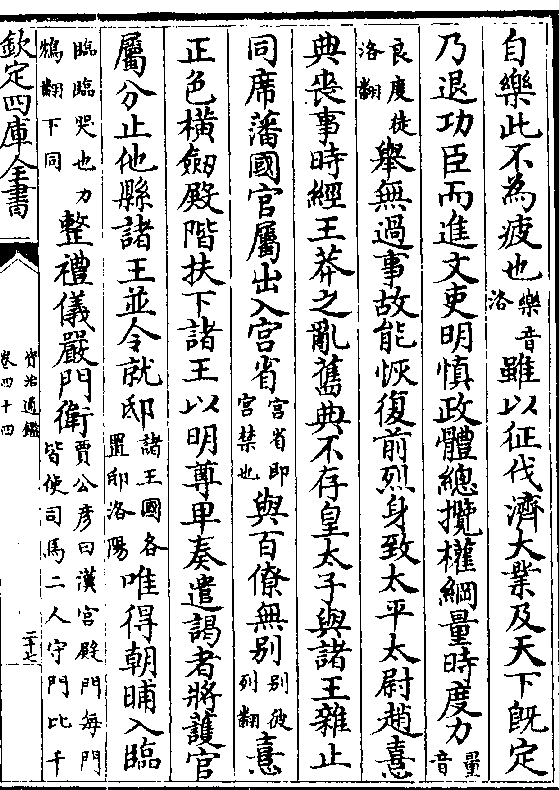 自樂此不為疲也樂音洛雖以征伐濟大業及天下既定
乃退功臣而進文吏明慎政體總攬權綱量時度力量音
良度徒洛翻舉無過事故能恢復前烈身致太平太尉趙憙
典喪事時經王莽之亂舊典不存皇太子與諸王雜止
同席藩國官屬出入宮省宮省即宮禁也與百僚無別別彼列翻憙
正色橫劔殿階扶下諸王以明尊卑奏遣謁者將護官
屬分止他縣諸王並令就邸諸王國各置邸洛陽唯得朝晡入臨
臨臨哭也力鴆翻下同整禮儀嚴門衛賈公彦曰漢宮殿門每門皆使司馬二人守門比千
欽定四庫全書
資治通鑑
卷四十四
二十七